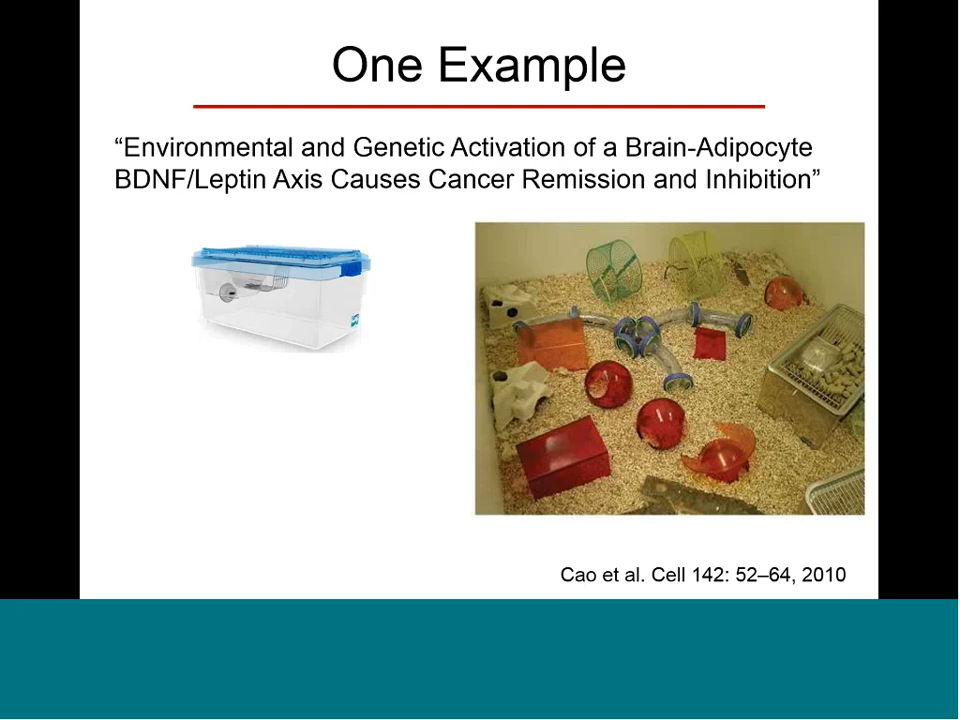 One Example
“Environmental and Genetic Activation of a Brain-Adipocyte
BDNF/Leptin Axis Causes Cancer Remission and Inhibition”
Cao et al. Cell 142: 52–64, 2010